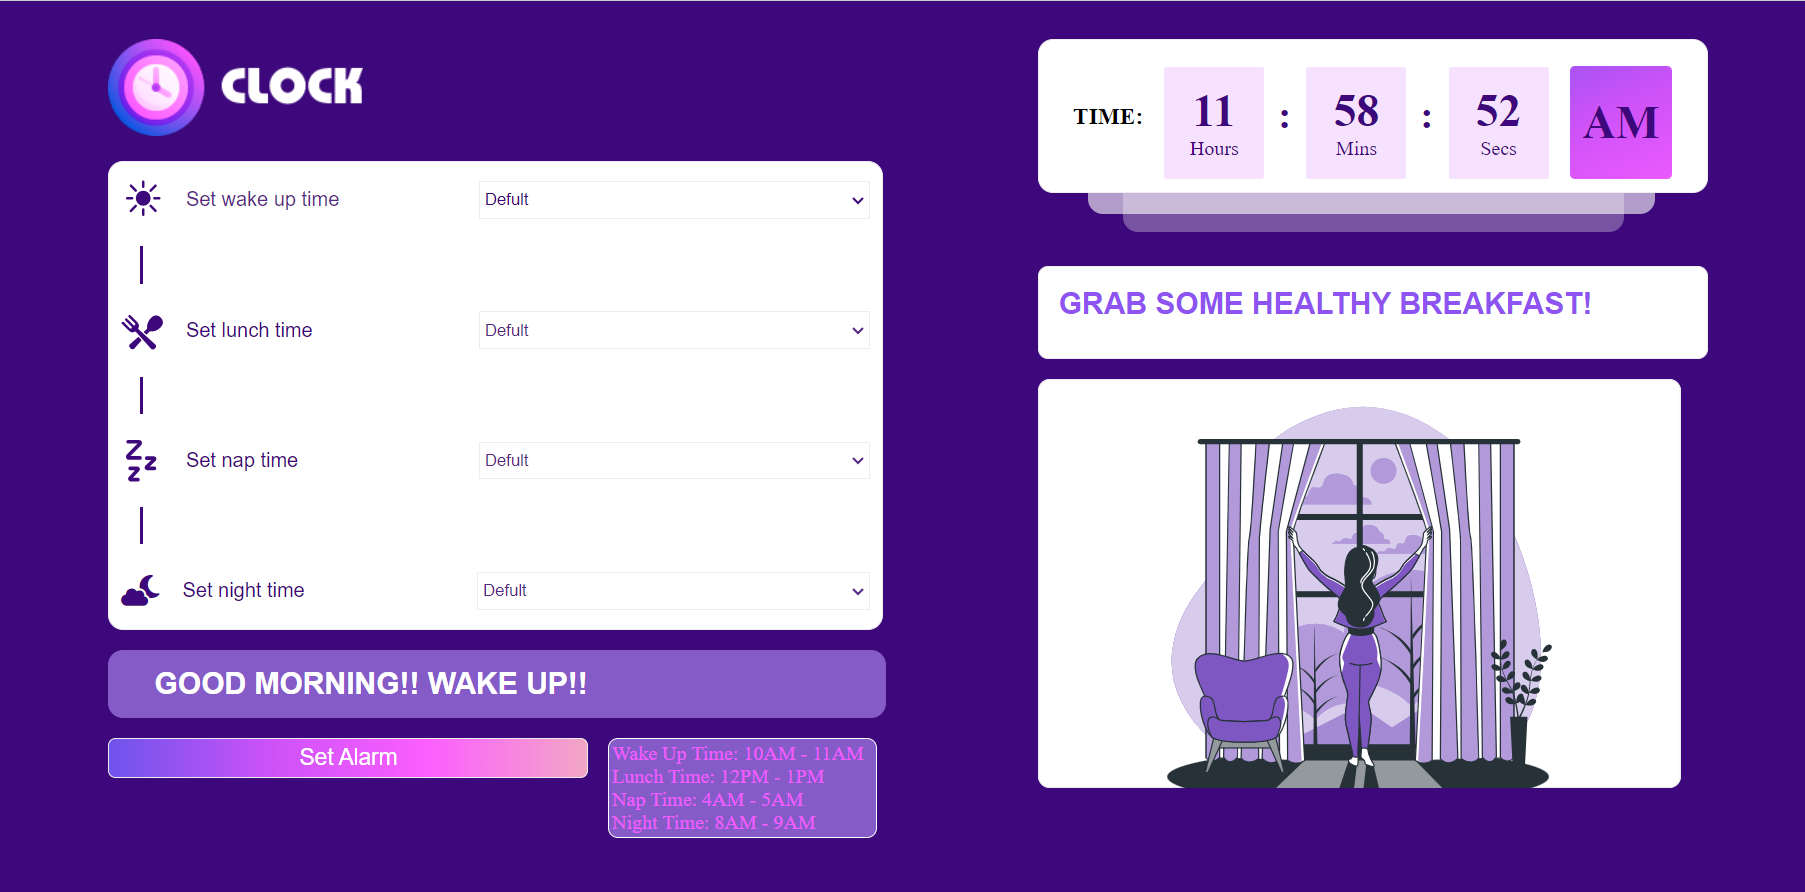 CLOCK
Set wake up time
Defult
Set lunch time
Defult
Set nap time
Defult
Set night time
Defult
GOOD MORNING!! WAKE UP!!
Set Alarm
Wake Up Time: 10AM - 11AM
Lunch Time: 12PM - 1PM
Nap Time: 4AM - 5AM
Night Time: 8AM - 9AM
TIME: 11 : 58 : 52 AM
Hours Mins Secs
GRAB SOME HEALTHY BREAKFAST!